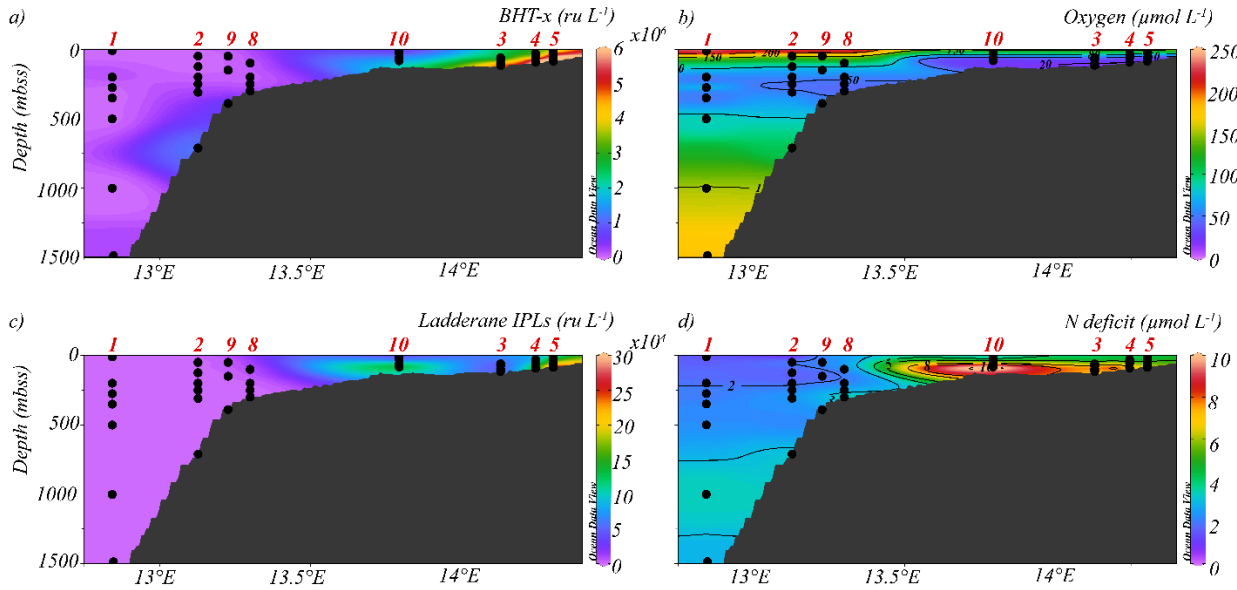 a) BHT-x (ru L-1)
1 2 9 8 10 3 4 5
x10⁶
Depth (mbss)
0
500
1000
1500
13°E 13.5°E 14°E
6
5
4
3
2
1
0
Ocean Data View
b) Oxygen (µmol L-1)
1 2 9 8 10 3 4 5
200
150
50
20
13°E 13.5°E 14°E
250
200
150
100
50
0
Ocean Data View
c) Ladderane IPLs (ru L-1)
1 2 9 8 10 3 4 5
x10⁴
Depth (mbss)
0
500
1000
1500
13°E 13.5°E 14°E
30
25
20
15
10
5
0
Ocean Data View
d) N deficit (µmol L-1)
1 2 9 8 10 3 4 5
2
5
8
13°E 13.5°E 14°E
10
8
6
4
2
0
Ocean Data View